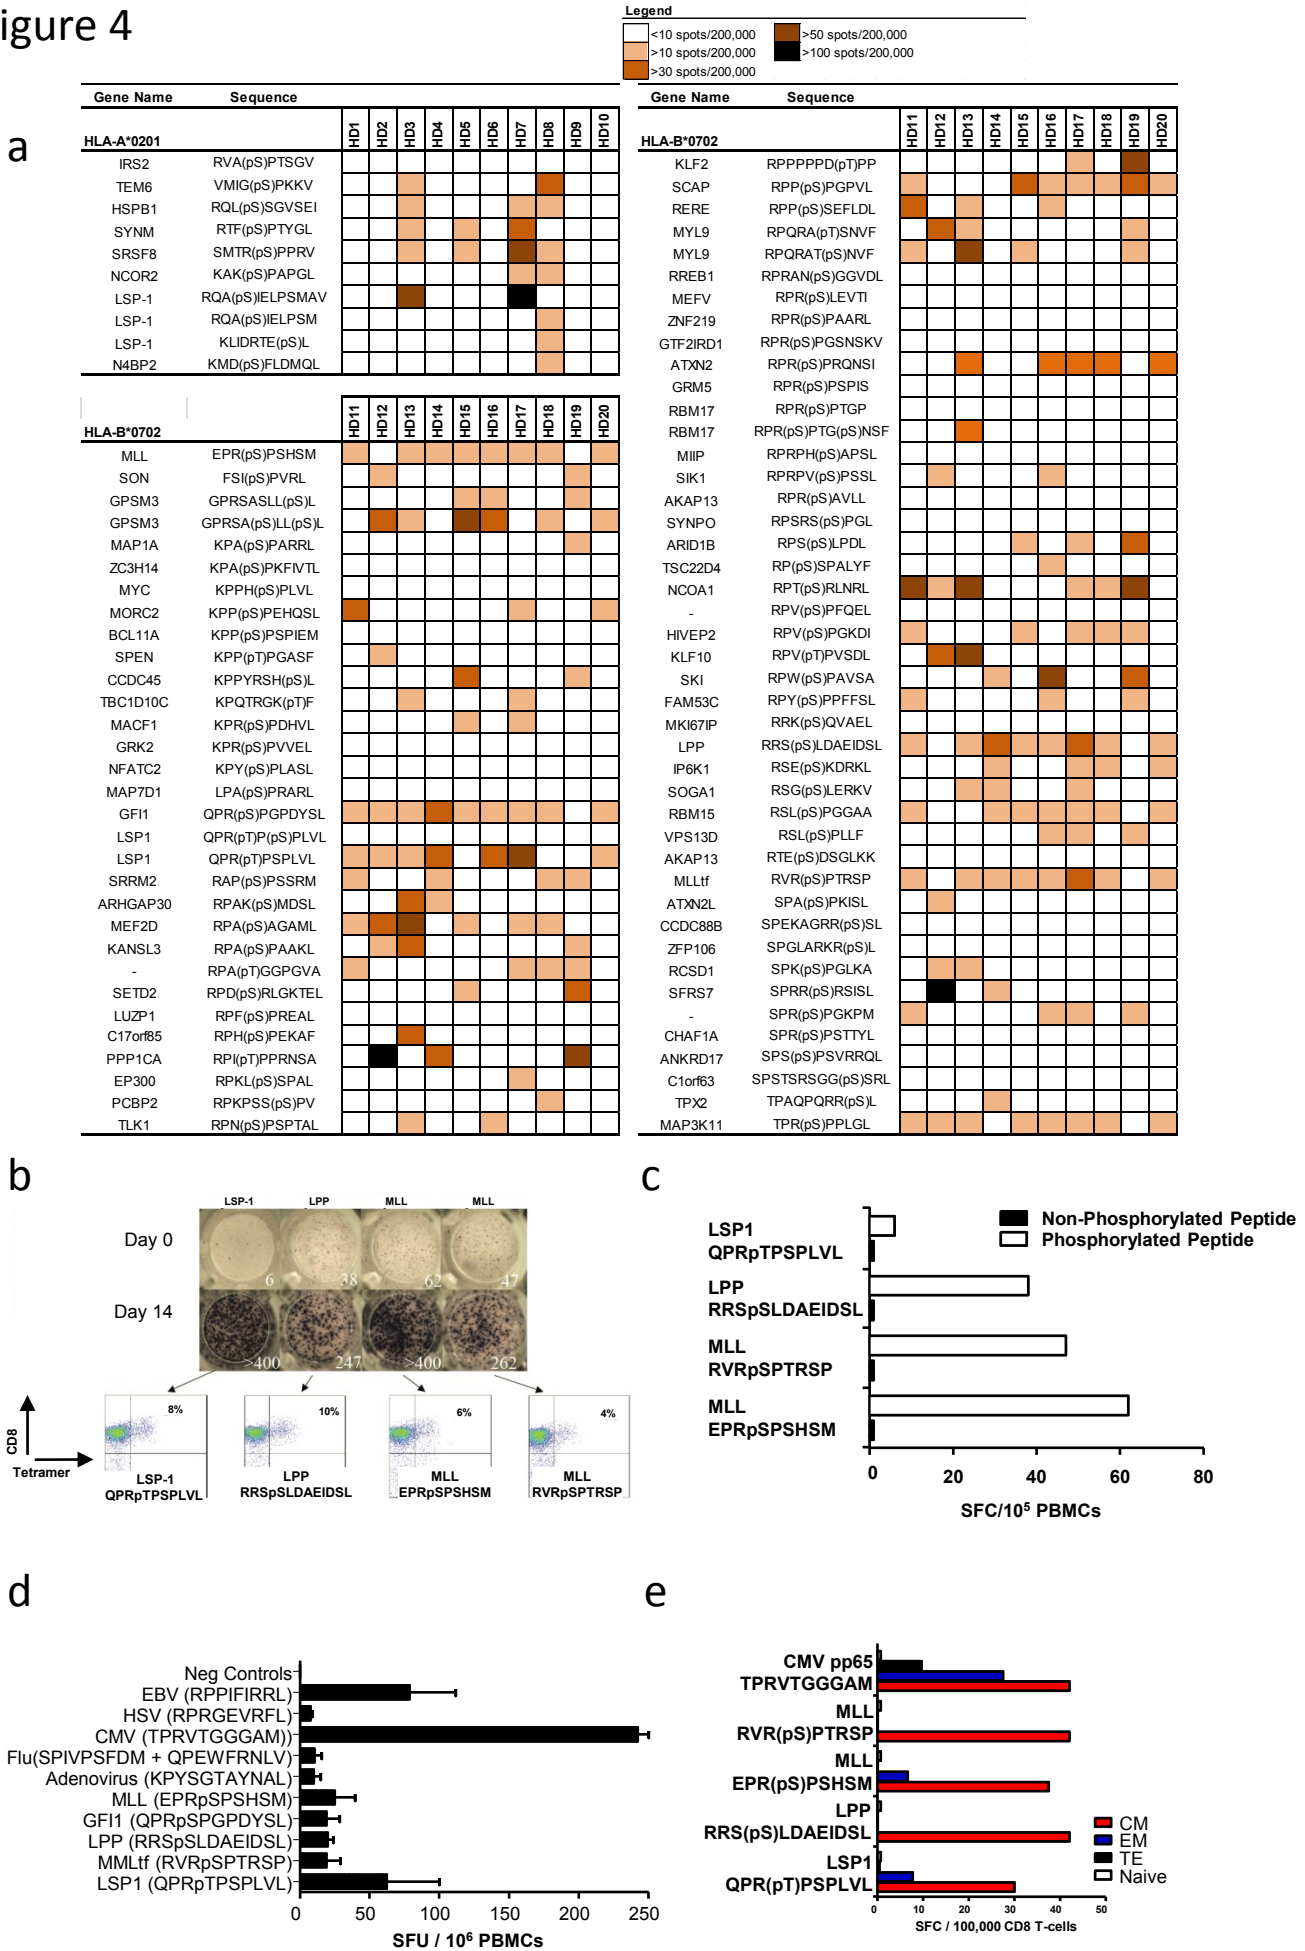 igure 4
Legend
<10 spots/200,000 >50 spots/200,000
>10 spots/200,000 >100 spots/200,000
>30 spots/200,000
a
Gene Name Sequence
HLA-A*0201 HD1 HD2 HD3 HD4 HD5 HD6 HD7 HD8 HD9 HD10
IRS2 RVA(pS)PTSGV
TEM6 VMIG(pS)PKKV
HSPB1 RQL(pS)SGVSEI
SYNM RTF(pS)PTYGL
SRSF8 SMTR(pS)PPRV
NCOR2 KAK(pS)PAPGL
LSP-1 RQA(pS)IELPSMAV
LSP-1 RQA(pS)IELPSM
LSP-1 KLIDRTE(pS)L
N4BP2 KMD(pS)FLDMQL
HLA-B*0702 HD11 HD12 HD13 HD14 HD15 HD16 HD17 HD18 HD19 HD20
MLL EPR(pS)PSHSM
SON FSI(pS)PVRL
GPSM3 GPRSASLL(pS)L
GPSM3 GPRSA(pS)LL(pS)L
MAP1A KPA(pS)PARRL
ZC3H14 KPA(pS)PKFIVTL
MYC KPPH(pS)PLVL
MORC2 KPP(pS)PEHQSL
BCL11A KPP(pS)PSPIEM
SPEN KPP(pT)PGASF
CCDC45 KPPYRSH(pS)L
TBC1D10C KPQTRGK(pT)F
MACF1 KPR(pS)PDHVL
GRK2 KPR(pS)PVVEL
NFATC2 KPY(pS)PLASL
MAP7D1 LPA(pS)PRARL
GFI1 QPR(pS)PGPDYSL
LSP1 QPR(pT)P(pS)PLVL
LSP1 QPR(pT)PSPLVL
SRRM2 RAP(pS)PSSRM
ARHGAP30 RPAK(pS)MDSL
MEF2D RPA(pS)AGAML
KANSL3 RPA(pS)PAAKL
- RPA(pT)GGPGVA
SETD2 RPD(pS)RLGKTEL
LUZP1 RPF(pS)PREAL
C17orf85 RPH(pS)PEKAF
PPP1CA RPI(pT)PPRNSA
EP300 RPKL(pS)SPAL
PCBP2 RPKPSS(pS)PV
TLK1 RPN(pS)PSPTAL
Gene Name Sequence
HLA-B*0702 HD11 HD12 HD13 HD14 HD15 HD16 HD17 HD18 HD19 HD20
KLF2 RPPPPPD(pT)PP
SCAP RPP(pS)PGPVL
RERE RPP(pS)SEFLDL
MYL9 RPQRA(pT)SNVF
MYL9 RPQRAT(pS)NVF
RREB1 RPRAN(pS)GGVDL
MEFV RPR(pS)LEVTI
ZNF219 RPR(pS)PAARL
GTF2IRD1 RPR(pS)PGSNSKV
ATXN2 RPR(pS)PRQNSI
GRM5 RPR(pS)PSPIS
RBM17 RPR(pS)PTGP
RBM17 RPR(pS)PTG(pS)NSF
MIIP RPRPH(pS)APSL
SIK1 RPRPV(pS)PSSL
AKAP13 RPR(pS)AVLL
SYNPO RPSRS(pS)PGL
ARID1B RPS(pS)LPDL
TSC22D4 RP(pS)SPALYF
NCOA1 RPT(pS)RLNRL
- RPV(pS)PFQEL
HIVEP2 RPV(pS)PGKDI
KLF10 RPV(pT)PVSDL
SKI RPW(pS)PAVSA
FAM53C RPY(pS)PPFFSL
MKI67IP RRK(pS)QVAEL
LPP RRS(pS)LDAEIDSL
IP6K1 RSE(pS)KDRKL
SOGA1 RSG(pS)LERKV
RBM15 RSL(pS)PGGAA
VPS13D RSL(pS)PLLF
AKAP13 RTE(pS)DSGLKK
MLLtf RVR(pS)PTRSP
ATXN2L SPA(pS)PKISL
CCDC88B SPEKAGRR(pS)SL
ZFP106 SPGLARKR(pS)L
RCSD1 SPK(pS)PGLKA
SFRS7 SPRR(pS)RSISL
- SPR(pS)PGKPM
CHAF1A SPR(pS)PSTTYL
ANKRD17 SPS(pS)PSVRRQL
C1orf63 SPSTSRSGG(pS)SRL
TPX2 TPAQPQRR(pS)L
MAP3K11 TPR(pS)PPLGL
b
LSP-1 LPP MLL MLL
Day 0
6 38 62 47
Day 14
>400 247 >400 262
8% 10% 6% 4%
CD8
Tetramer
LSP-1 LPP MLL MLL
QPRpTPSPLVL RRSpSLDAEIDSL EPRpSPSHSM RVRpSPTRSP
c
Non-Phosphorylated Peptide
Phosphorylated Peptide
LSP1
QPRpTPSPLVL
LPP
RRSpSLDAEIDSL
MLL
RVRpSPTRSP
MLL
EPRpSPSHSM
0 20 40 60 80
SFC/10⁵ PBMCs
d
Neg Controls
EBV (RPPIFIRRL)
HSV (RPRGEVRFL)
CMV (TPRVTGGGAM))
Flu(SPIVPSFDM + QPEWFRNLV)
Adenovirus (KPYSGTAYNAL)
MLL (EPRpSPSHSM)
GFI1 (QPRpSPGPDYSL)
LPP (RRSpSLDAEIDSL)
MMLtf (RVRpSPTRSP)
LSP1 (QPRpTPSPLVL)
0 50 100 150 200 250
SFU / 10⁶ PBMCs
e
CMV pp65
TPRVTGGGAM
MLL
RVR(pS)PTRSP
MLL
EPR(pS)PSHSM
LPP
RRS(pS)LDAEIDSL
LSP1
QPR(pT)PSPLVL
CM
EM
TE
Naive
0 10 20 30 40 50
SFC / 100,000 CD8 T-cells